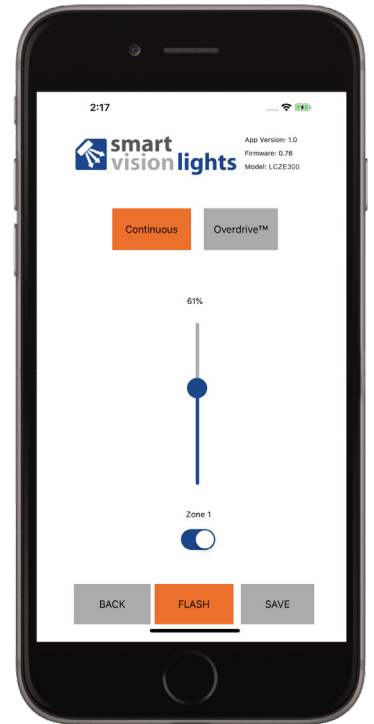 2:17
smart
vision lights
App Version: 1.0
Firmware: 0.76
Model: LCZE300
Continuous
Overdrive™
61%
Zone 1
BACK
FLASH
SAVE